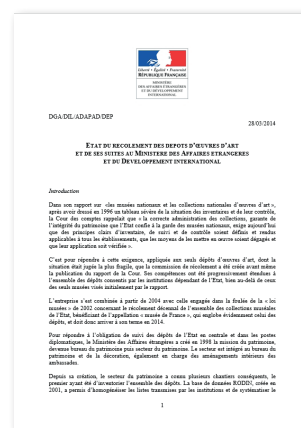 Liberté • Égalité • Fraternité
RÉPUBLIQUE FRANÇAISE
MINISTÈRE
DES AFFAIRES ÉTRANGÈRES
ET DU DÉVELOPPEMENT
INTERNATIONAL
DGA/DIL/ADAPAD/DEP
28/03/2014
ETAT DU RECOLEMENT DES DEPOTS D'ŒUVRES D'ART
ET DE SES SUITES AU MINISTERE DES AFFAIRES ETRANGERES
ET DU DEVELOPPEMENT INTERNATIONAL
Introduction
Dans son rapport sur «les musées nationaux et les collections nationales d'œuvres d'art »,
après avoir dressé en 1996 un tableau sévère de la situation des inventaires et de leur contrôle,
la Cour des comptes rappelait que « la correcte administration des collections, garante de
l'intégrité du patrimoine que l'Etat confie à la garde des musées nationaux, exige aujourd'hui
que des principes clairs d'inventaire, de suivi et de contrôle soient définis et rendus
applicables à tous les établissements, que les moyens de les mettre en œuvre soient dégagés et
que leur application soit vérifiée ».
C'est pour répondre à cette exigence, appliquée aux seuls dépôts d'œuvres d'art, dont la
situation était jugée la plus fragile, que la commission de récolement a été créée avant même
la publication du rapport de la Cour. Ses compétences ont été progressivement étendues à
l'ensemble des dépôts consentis par les institutions dépendant de l'Etat, bien au-delà de ceux
des seuls musées visés initialement par le rapport.
L'entreprise s'est combinée à partir de 2004 avec celle engagée dans la foulée de la « loi
musées » de 2002 concernant le récolement décennal de l'ensemble des collections muséales
de l'Etat, bénéficiant de l'appellation « musée de France », qui englobe évidemment celui des
dépôts, et doit donc arriver à son terme en 2014.
Pour répondre à l'obligation de suivi des dépôts de l'Etat en centrale et dans les postes
diplomatiques, le Ministère des Affaires étrangères a créé en 1998 la mission du patrimoine,
devenue bureau du patrimoine puis secteur du patrimoine. Le secteur est intégré au bureau du
patrimoine et de la décoration, également en charge des aménagements intérieurs des
ambassades.
Depuis sa création, le secteur du patrimoine a connu plusieurs chantiers conséquents, le
premier ayant été d'inventorier l'ensemble des dépôts. La base de données RODIN, créée en
2001, a permis d'homogénéiser les listes transmises par les institutions et de systématiser le
1